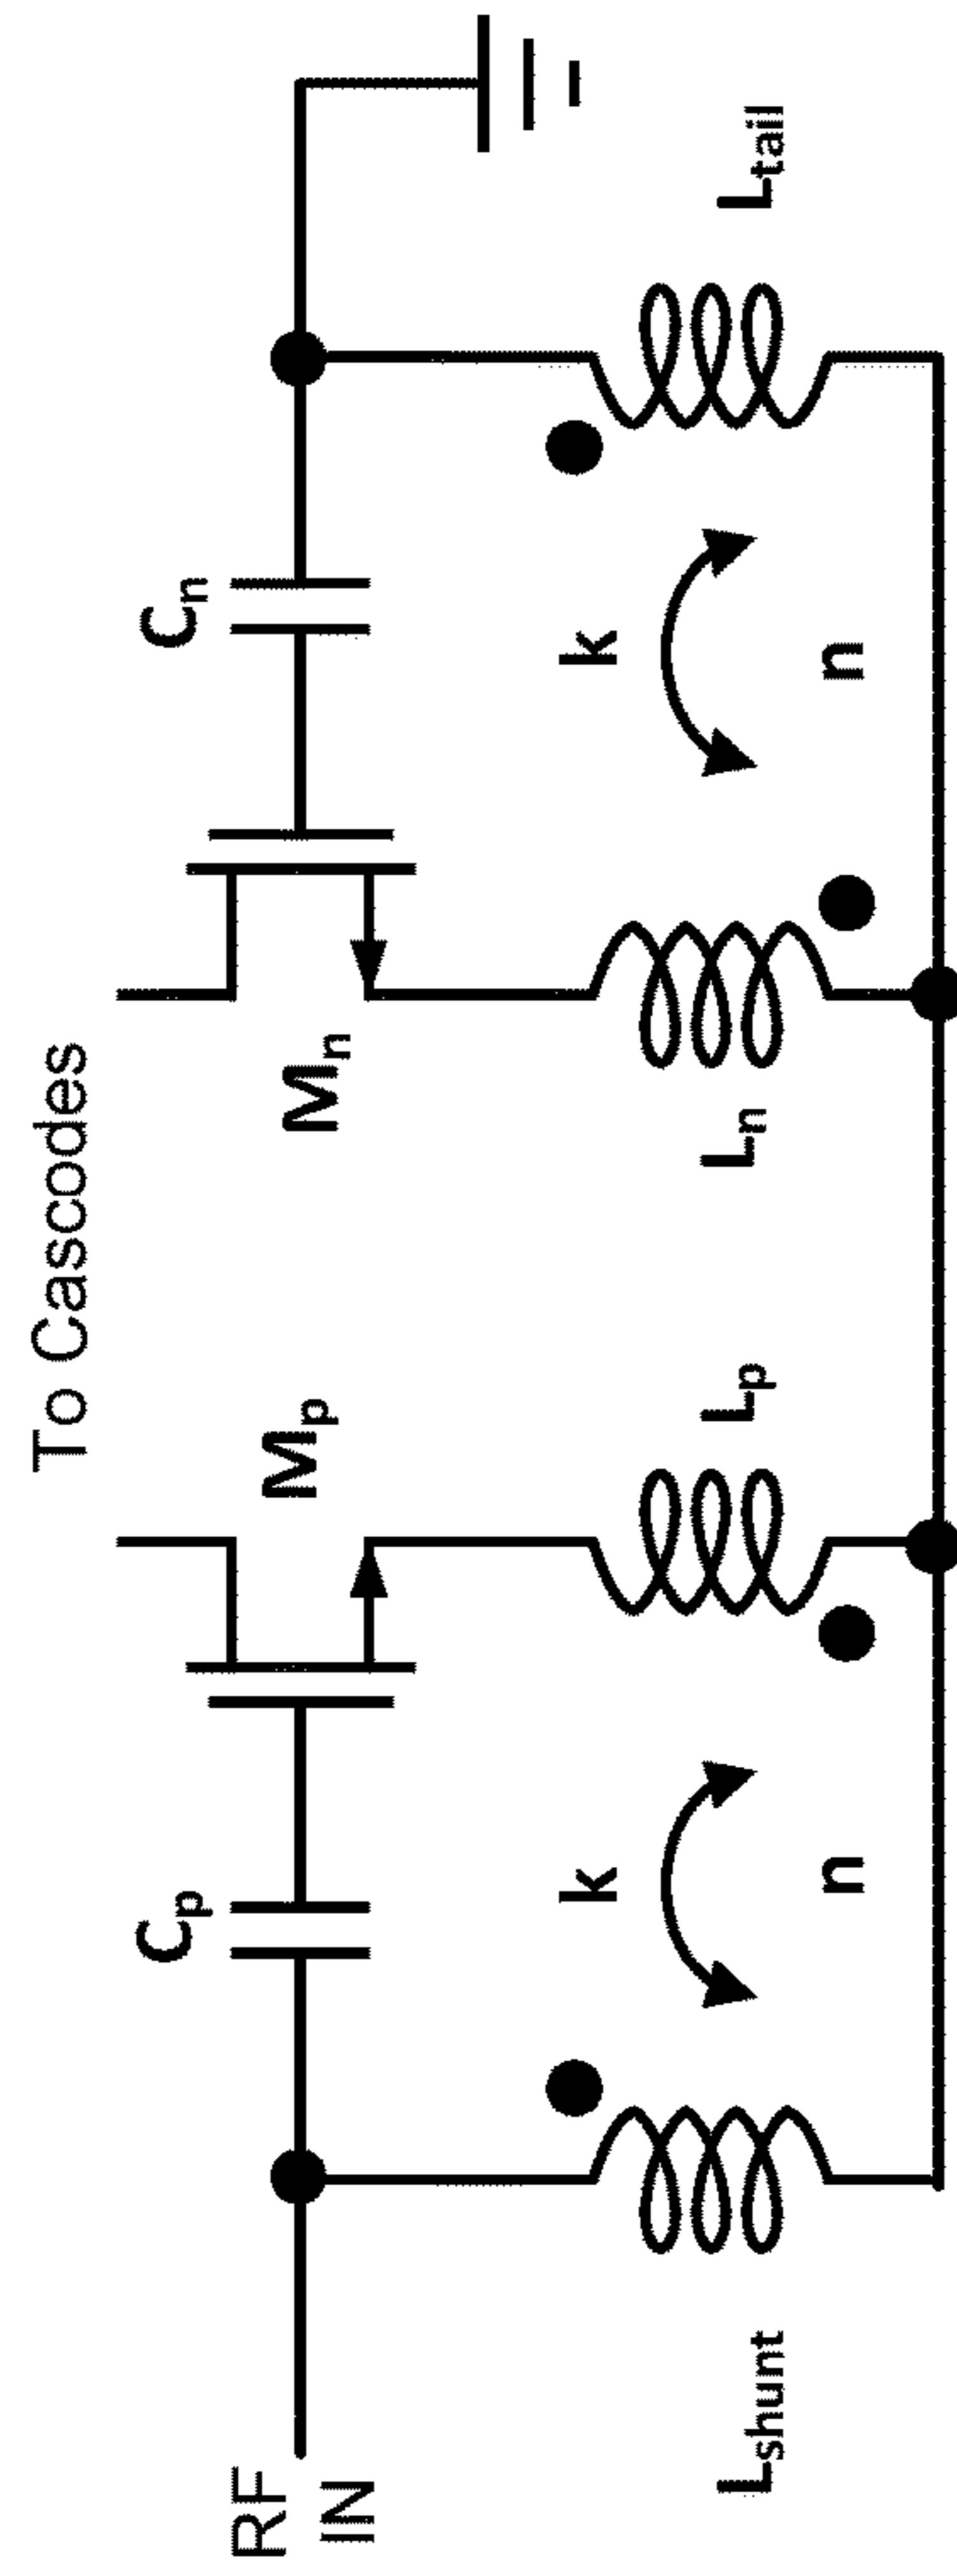 To Cascodes
RF
IN
Cp
Mp
Mn
Cn
Lshunt
k
n
Lp
Ln
k
n
Ltail